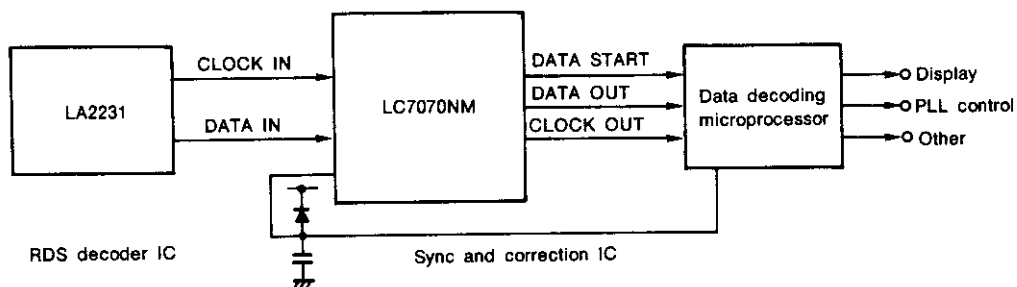 CLOCK IN
DATA IN
LA2231
LC7070NM
DATA START
DATA OUT
CLOCK OUT
Data decoding
microprocessor
Display
PLL control
Other
RDS decoder IC
Sync and correction IC